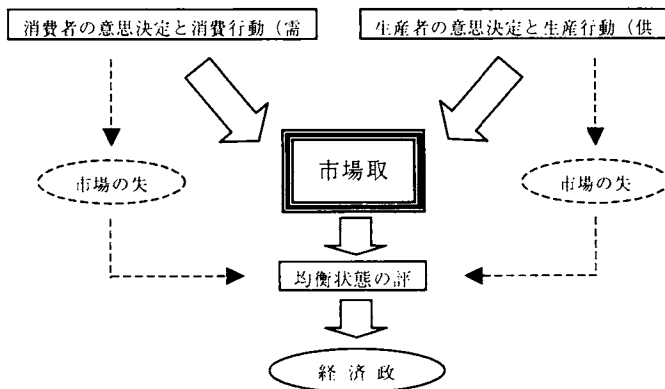 消費者の意思決定と消費行動（需
生産者の意思決定と生産行動（供
市場取
市場の失
市場の失
均衡状態の評
経済政